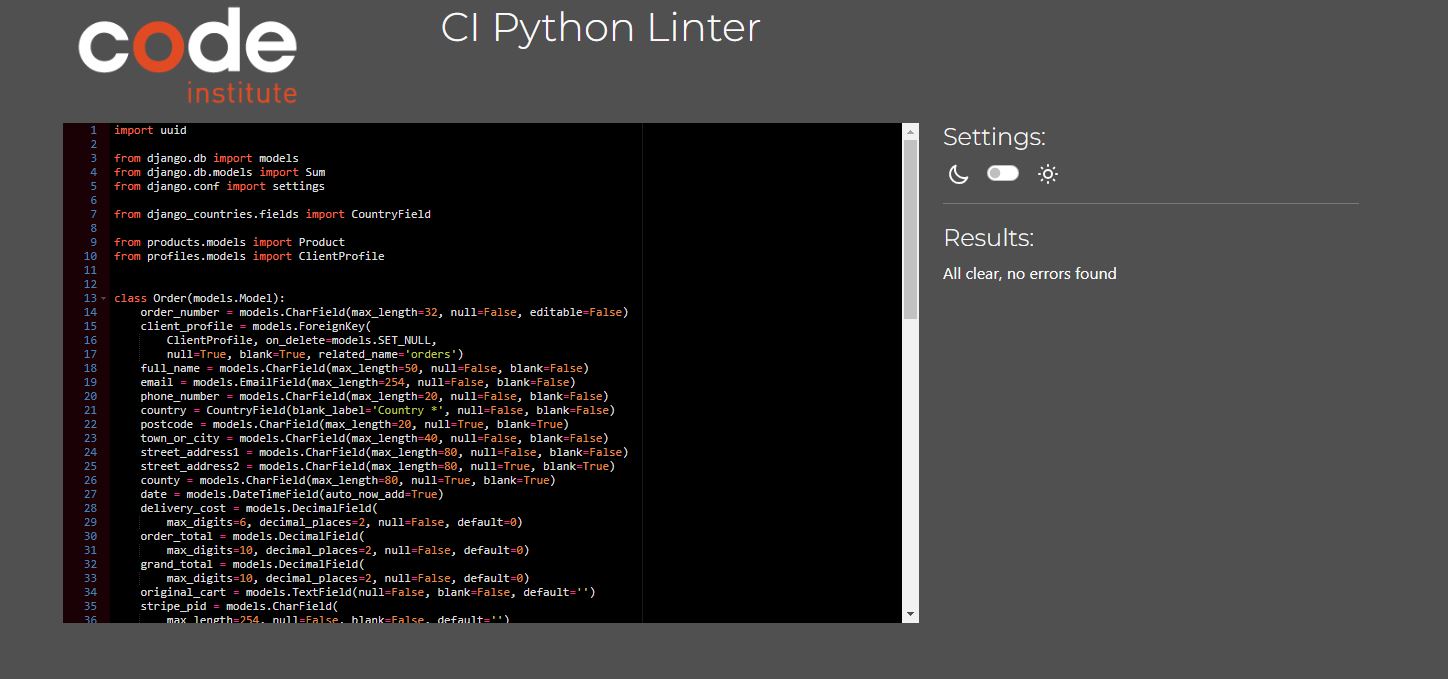 code
institute
CI Python Linter
1 import uuid
2
3 from django.db import models
4 from django.db.models import Sum
5 from django.conf import settings
6
7 from django_countries.fields import CountryField
8
9 from products.models import Product
10 from profiles.models import ClientProfile
11
12
13 class Order(models.Model):
14     order_number = models.CharField(max_length=32, null=False, editable=False)
15     client_profile = models.ForeignKey(
16         ClientProfile, on_delete=models.SET_NULL,
17         null=True, blank=True, related_name='orders')
18     full_name = models.CharField(max_length=50, null=False, blank=False)
19     email = models.EmailField(max_length=254, null=False, blank=False)
20     phone_number = models.CharField(max_length=20, null=False, blank=False)
21     country = CountryField(blank_label='Country *', null=False, blank=False)
22     postcode = models.CharField(max_length=20, null=True, blank=True)
23     town_or_city = models.CharField(max_length=40, null=False, blank=False)
24     street_address1 = models.CharField(max_length=80, null=False, blank=False)
25     street_address2 = models.CharField(max_length=80, null=True, blank=True)
26     county = models.CharField(max_length=80, null=True, blank=True)
27     date = models.DateTimeField(auto_now_add=True)
28     delivery_cost = models.DecimalField(
29         max_digits=6, decimal_places=2, null=False, default=0)
30     order_total = models.DecimalField(
31         max_digits=10, decimal_places=2, null=False, default=0)
32     grand_total = models.DecimalField(
33         max_digits=10, decimal_places=2, null=False, default=0)
34     original_cart = models.TextField(null=False, blank=False, default='')
35     stripe_pid = models.CharField(
36         max_length=254, null=False, blank=False, default='')
Settings:
Results:
All clear, no errors found